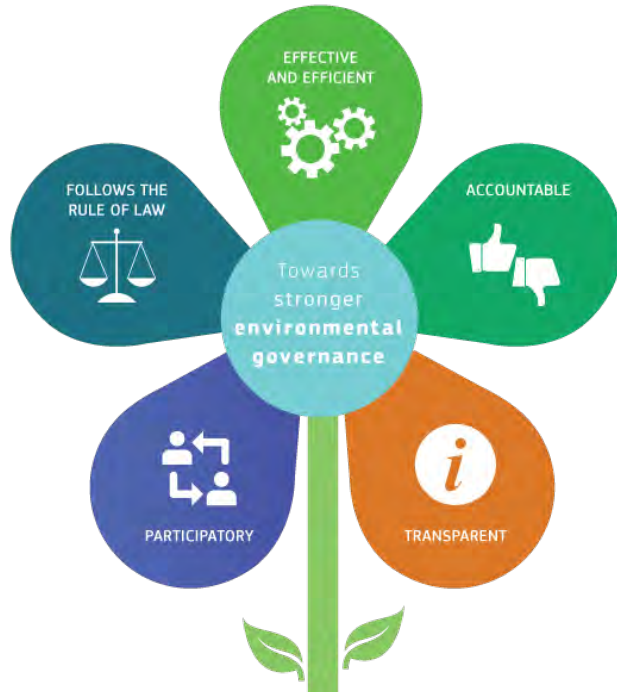 EFFECTIVE
AND EFFICIENT
FOLLOWS THE
RULE OF LAW
ACCOUNTABLE
Towards
stronger
environmental
governance
PARTICIPATORY
i
TRANSPARENT